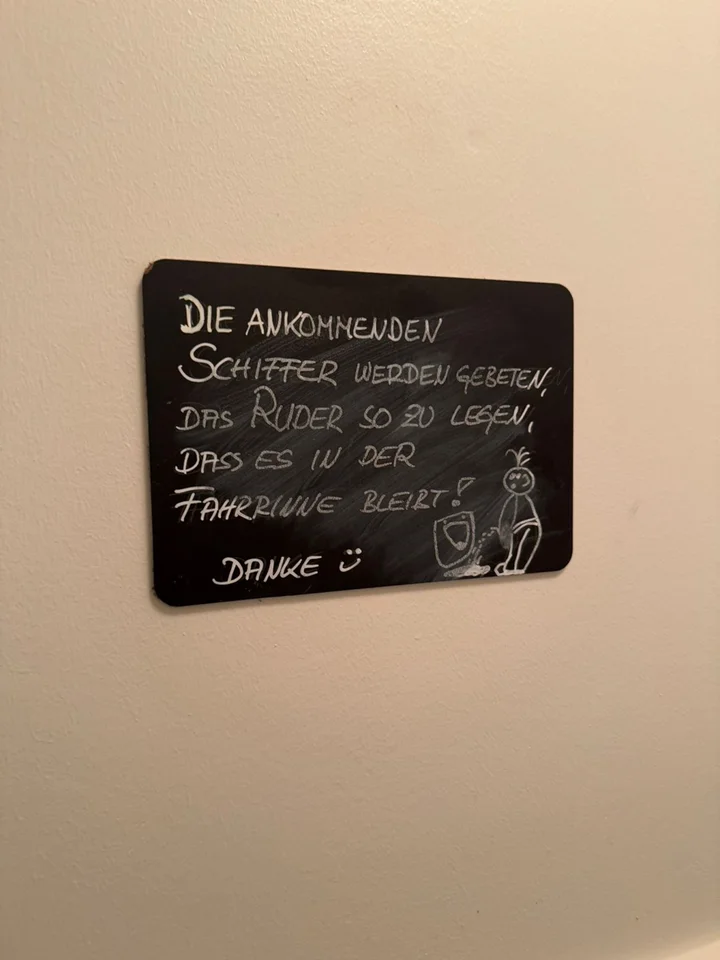 DIE ANKOMMENDEN
SCHIFFER WERDEN GEBETEN,
DAS RUDER SO ZU LEGEN,
DASS ES IN DER
FAHRRINNE BLEIBT!
DANKE ü